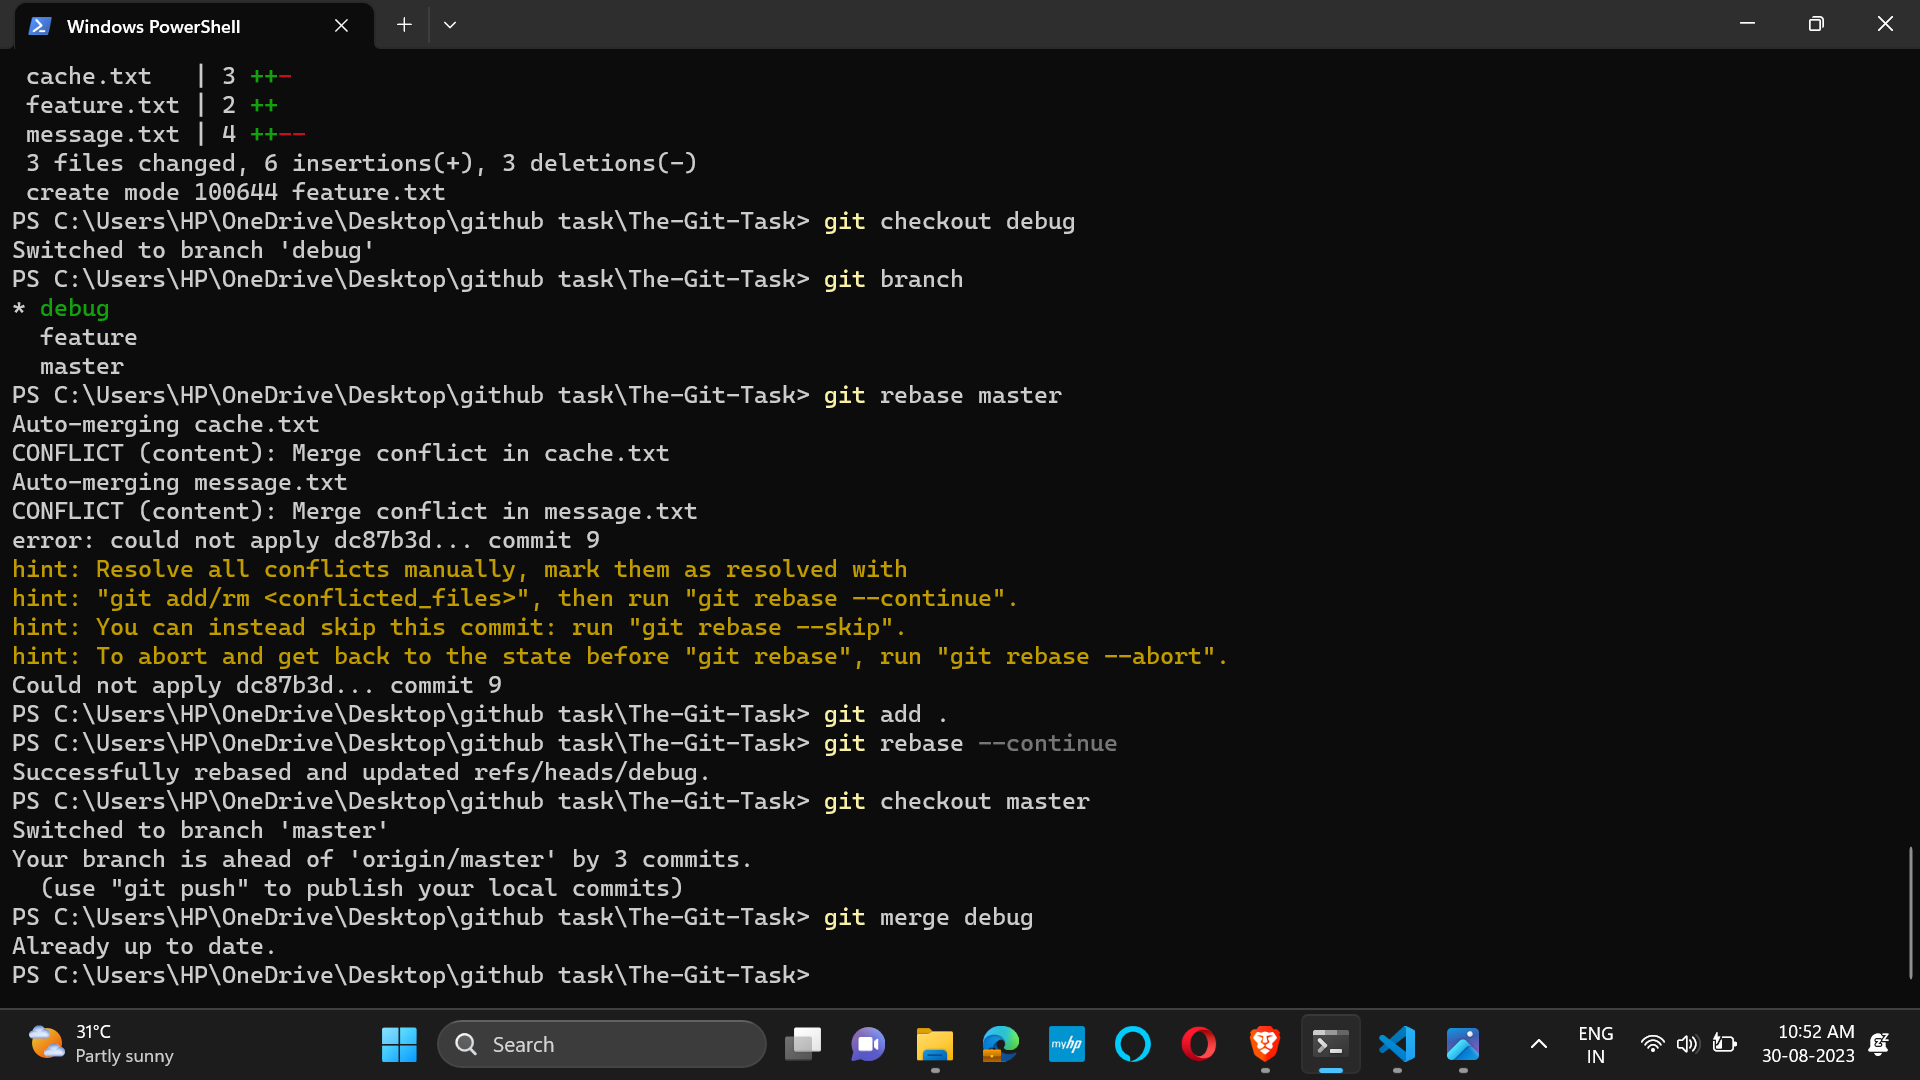 Windows PowerShell
 cache.txt   | 3 ++-
 feature.txt | 2 ++
 message.txt | 4 ++--
 3 files changed, 6 insertions(+), 3 deletions(-)
 create mode 100644 feature.txt
PS C:\Users\HP\OneDrive\Desktop\github task\The-Git-Task> git checkout debug
Switched to branch 'debug'
PS C:\Users\HP\OneDrive\Desktop\github task\The-Git-Task> git branch
* debug
  feature
  master
PS C:\Users\HP\OneDrive\Desktop\github task\The-Git-Task> git rebase master
Auto-merging cache.txt
CONFLICT (content): Merge conflict in cache.txt
Auto-merging message.txt
CONFLICT (content): Merge conflict in message.txt
error: could not apply dc87b3d... commit 9
hint: Resolve all conflicts manually, mark them as resolved with
hint: "git add/rm <conflicted_files>", then run "git rebase --continue".
hint: You can instead skip this commit: run "git rebase --skip".
hint: To abort and get back to the state before "git rebase", run "git rebase --abort".
Could not apply dc87b3d... commit 9
PS C:\Users\HP\OneDrive\Desktop\github task\The-Git-Task> git add .
PS C:\Users\HP\OneDrive\Desktop\github task\The-Git-Task> git rebase --continue
Successfully rebased and updated refs/heads/debug.
PS C:\Users\HP\OneDrive\Desktop\github task\The-Git-Task> git checkout master
Switched to branch 'master'
Your branch is ahead of 'origin/master' by 3 commits.
  (use "git push" to publish your local commits)
PS C:\Users\HP\OneDrive\Desktop\github task\The-Git-Task> git merge debug
Already up to date.
PS C:\Users\HP\OneDrive\Desktop\github task\The-Git-Task>
31°C
Partly sunny
Search
myhp
ENG
IN
10:52 AM
30-08-2023